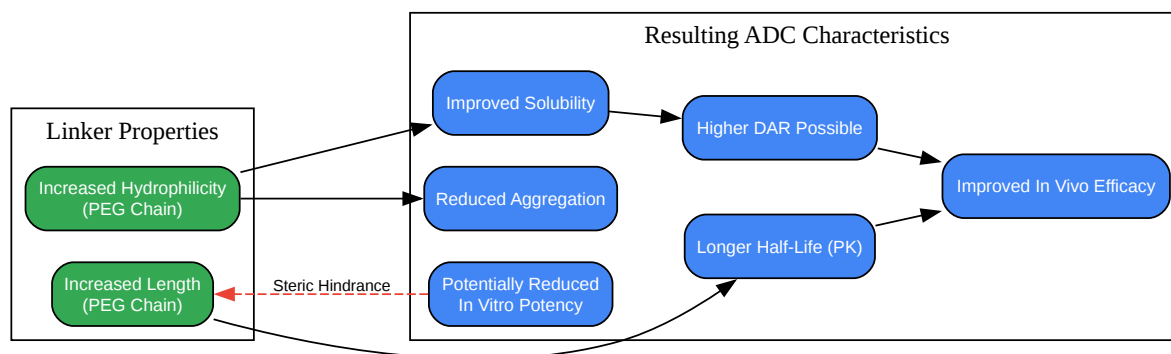 Resulting ADC Characteristics
Linker Properties
Increased Hydrophilicity
(PEG Chain)
Increased Length
(PEG Chain)
Steric Hindrance
Improved Solubility
Reduced Aggregation
Potentially Reduced
In Vitro Potency
Higher DAR Possible
Longer Half-Life (PK)
Improved In Vivo Efficacy